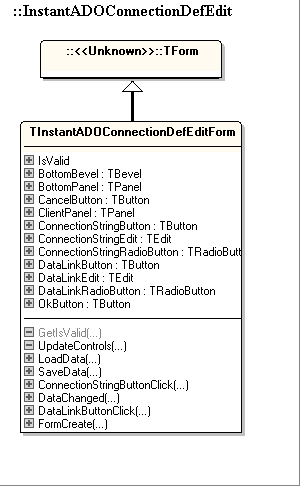 ::InstantADOConnectionDefEdit
::<<Unknown>>::TForm
TInstantADOConnectionDefEditForm
IsValid
BottomBevel : TBevel
BottomPanel : TPanel
CancelButton : TButton
ClientPanel : TPanel
ConnectionStringButton : TButton
ConnectionStringEdit : TEdit
ConnectionStringRadioButton : TRadioButt
DataLinkButton : TButton
DataLinkEdit : TEdit
DataLinkRadioButton : TRadioButton
OkButton : TButton
GetIsValid(...)
UpdateControls(...)
LoadData(...)
SaveData(...)
ConnectionStringButtonClick(...)
DataChanged(...)
DataLinkButtonClick(...)
FormCreate(...)